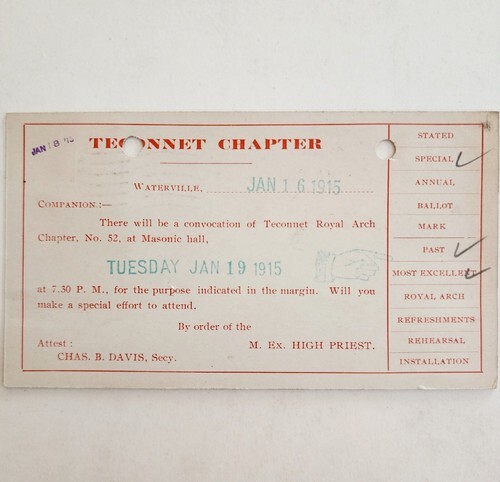 JAN 18
TECONNET CHAPTER
WATERVILLE, JAN 16 1915
COMPANION:—
There will be a convocation of Teconnet Royal Arch
Chapter, No. 52, at Masonic hall,
TUESDAY JAN 19 1915
at 7.30 P. M., for the purpose indicated in the margin. Will you
make a special effort to attend.
By order of the
Attest: M. Ex. HIGH PRIEST.
CHAS. B. DAVIS, Secy.
STATED
SPECIAL
ANNUAL
BALLOT
MARK
PAST
MOST EXCELLENT
ROYAL ARCH
REFRESHMENTS
REHEARSAL
INSTALLATION